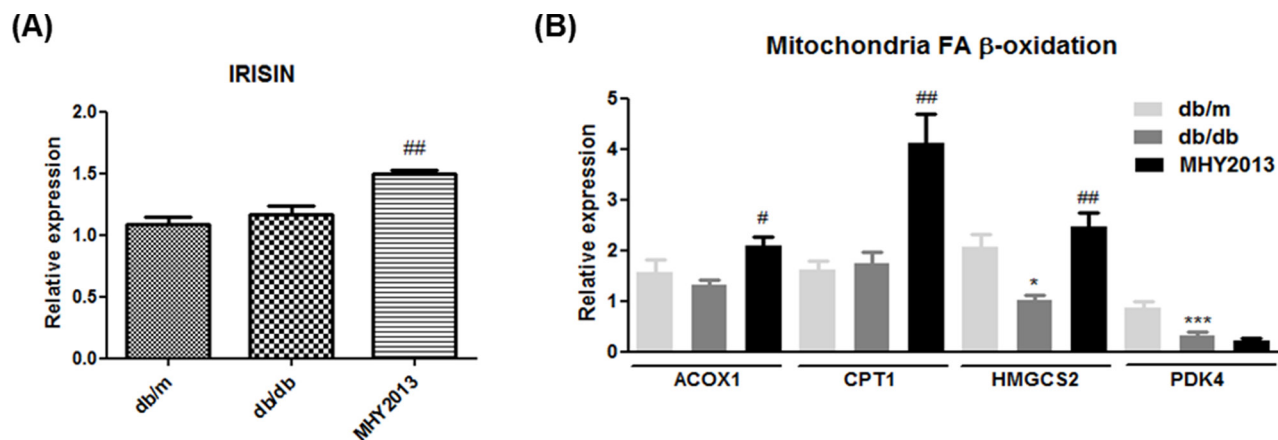 (A)
IRISIN
Relative expression
2.0
1.5
1.0
0.5
0.0
##
db/m
db/db
MHY2013
(B)
Mitochondria FA β-oxidation
Relative expression
5
4
3
2
1
0
#
##
*
##
***
db/m
db/db
MHY2013
ACOX1
CPT1
HMGCS2
PDK4